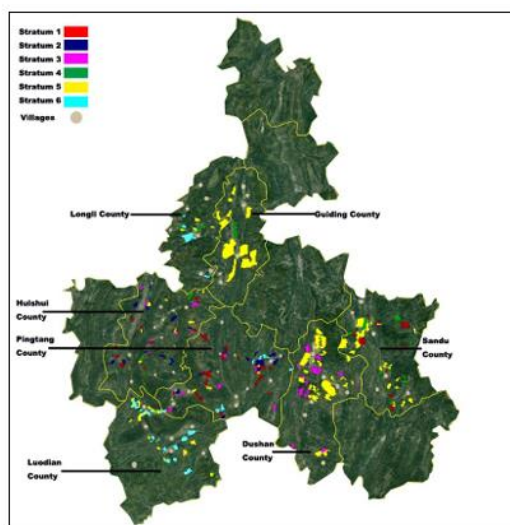 Stratum 1
Stratum 2
Stratum 3
Stratum 4
Stratum 5
Stratum 6
Villages
Longli County
Guiding County
Huishui
County
Pingtang
County
Sandu
County
Dushan
County
Luodian
County